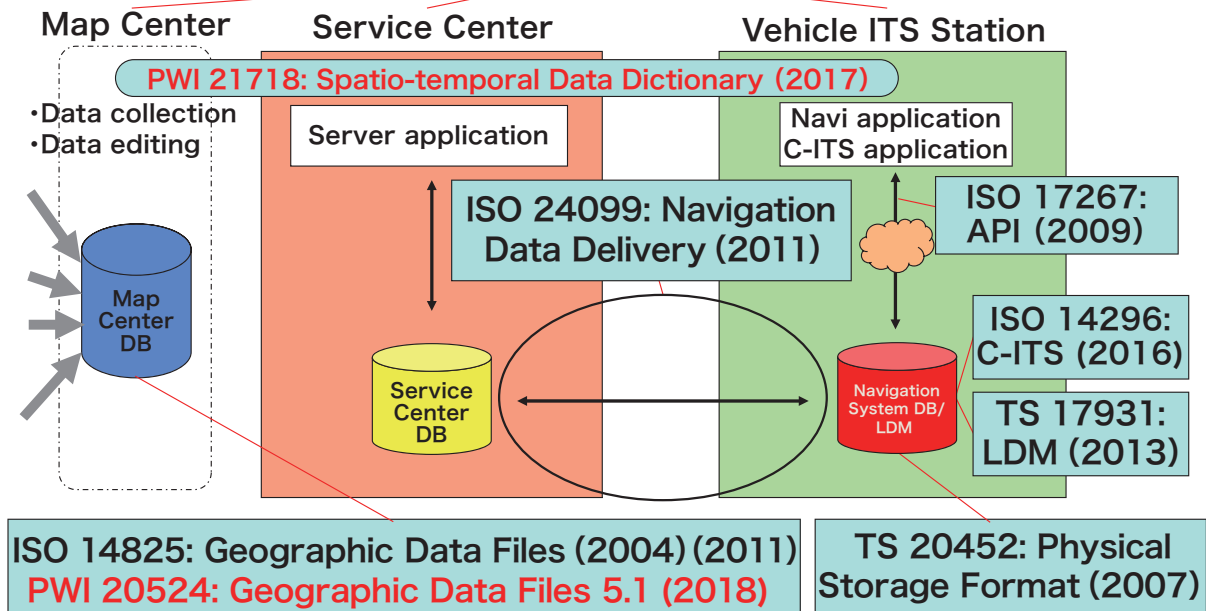 Map Center
Service Center
Vehicle ITS Station
PWI 21718: Spatio-temporal Data Dictionary (2017)
•Data collection
•Data editing
Server application
Navi application
C-ITS application
ISO 24099: Navigation
Data Delivery (2011)
ISO 17267:
API (2009)
Map
Center
DB
ISO 14296:
C-ITS (2016)
Service
Center
DB
Navigation
System DB/
LDM
TS 17931:
LDM (2013)
ISO 14825: Geographic Data Files (2004) (2011)
PWI 20524: Geographic Data Files 5.1 (2018)
TS 20452: Physical
Storage Format (2007)